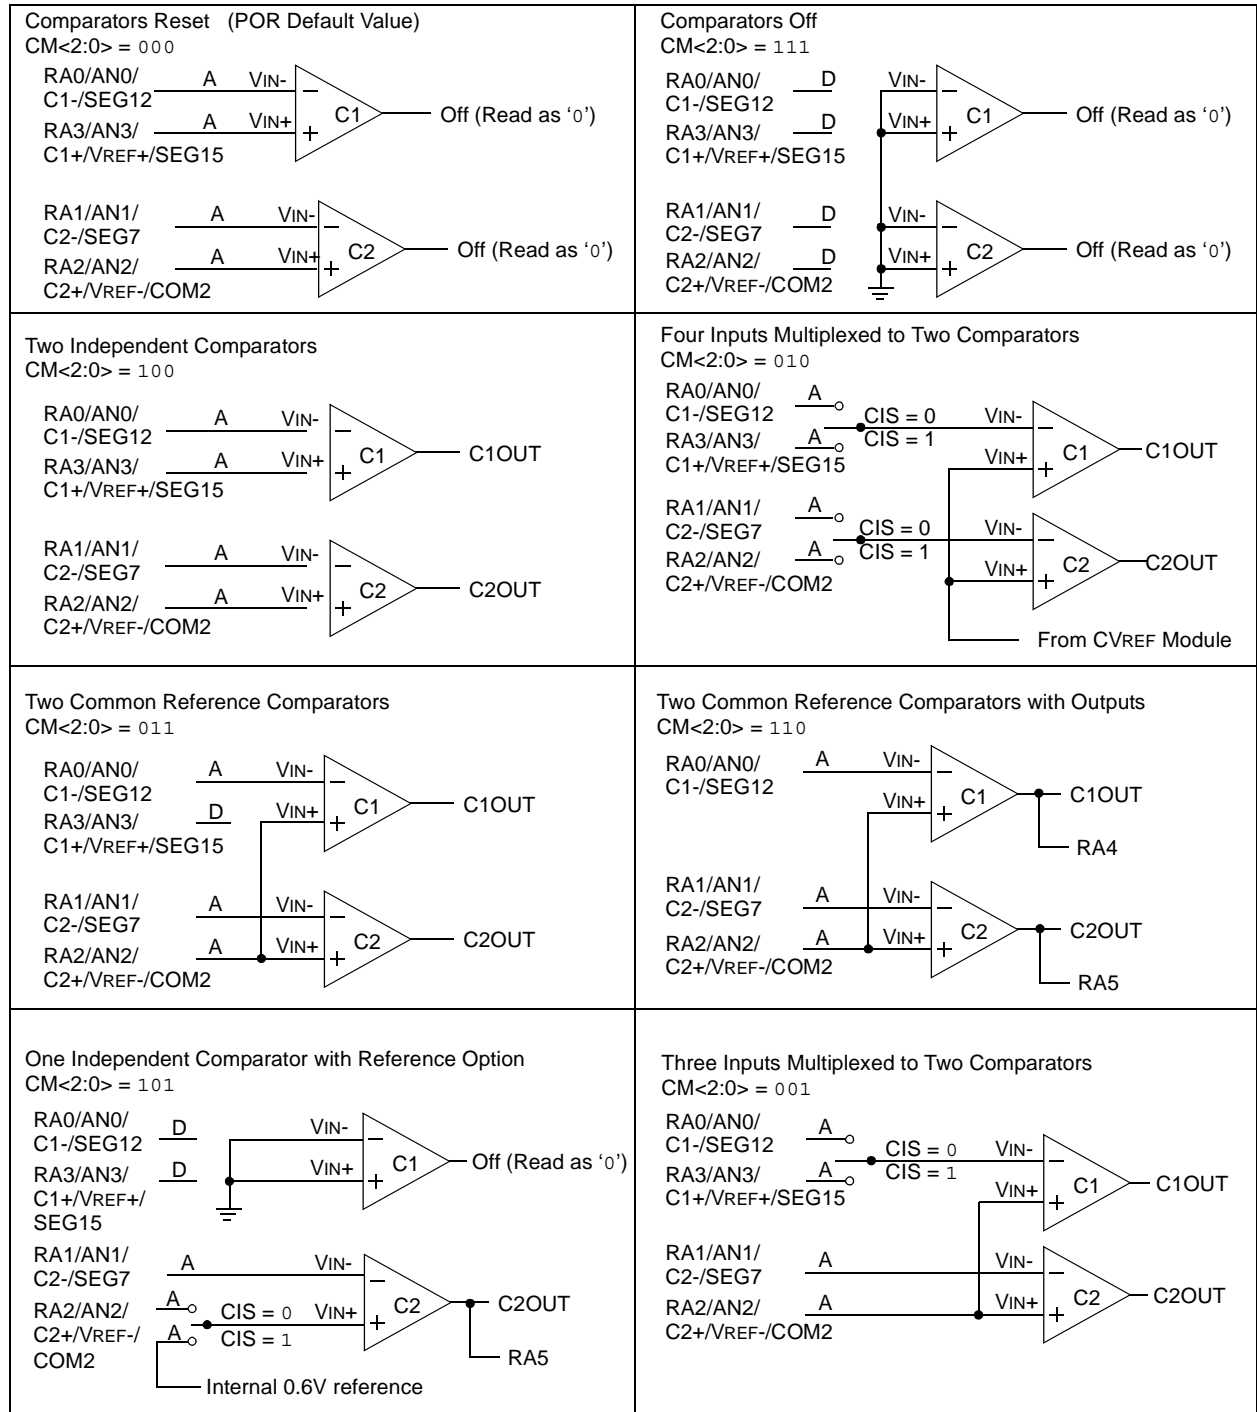 Comparators Reset (POR Default Value)
CM<2:0> = 000
RA0/AN0/
C1-/SEG12
A VIN-
RA3/AN3/
C1+/VREF+/SEG15
A VIN+
–
+
C1
Off (Read as ‘0’)
RA1/AN1/
C2-/SEG7
A VIN-
RA2/AN2/
C2+/VREF-/COM2
A VIN+
–
+
C2
Off (Read as ‘0’)
Comparators Off
CM<2:0> = 111
RA0/AN0/
C1-/SEG12
D VIN-
RA3/AN3/
C1+/VREF+/SEG15
D VIN+
–
+
C1
Off (Read as ‘0’)
RA1/AN1/
C2-/SEG7
D VIN-
RA2/AN2/
C2+/VREF-/COM2
D VIN+
–
+
C2
Off (Read as ‘0’)
Two Independent Comparators
CM<2:0> = 100
RA0/AN0/
C1-/SEG12
A VIN-
RA3/AN3/
C1+/VREF+/SEG15
A VIN+
–
+
C1
C1OUT
RA1/AN1/
C2-/SEG7
A VIN-
RA2/AN2/
C2+/VREF-/COM2
A VIN+
–
+
C2
C2OUT
Four Inputs Multiplexed to Two Comparators
CM<2:0> = 010
RA0/AN0/
C1-/SEG12
A
RA3/AN3/
C1+/VREF+/SEG15
A
CIS = 0
CIS = 1
VIN-
VIN+
–
+
C1
C1OUT
RA1/AN1/
C2-/SEG7
A
RA2/AN2/
C2+/VREF-/COM2
A
CIS = 0
CIS = 1
VIN-
VIN+
–
+
C2
C2OUT
From CVREF Module
Two Common Reference Comparators
CM<2:0> = 011
RA0/AN0/
C1-/SEG12
A VIN-
RA3/AN3/
C1+/VREF+/SEG15
D VIN+
–
+
C1
C1OUT
RA1/AN1/
C2-/SEG7
A VIN-
RA2/AN2/
C2+/VREF-/COM2
A VIN+
–
+
C2
C2OUT
Two Common Reference Comparators with Outputs
CM<2:0> = 110
RA0/AN0/
C1-/SEG12
A VIN-
VIN+
–
+
C1
C1OUT
RA4
RA1/AN1/
C2-/SEG7
A VIN-
RA2/AN2/
C2+/VREF-/COM2
A VIN+
–
+
C2
C2OUT
RA5
One Independent Comparator with Reference Option
CM<2:0> = 101
RA0/AN0/
C1-/SEG12
D VIN-
RA3/AN3/
C1+/VREF+/
SEG15
D VIN+
–
+
C1
Off (Read as ‘0’)
RA1/AN1/
C2-/SEG7
A VIN-
RA2/AN2/
C2+/VREF-/
COM2
A
A
CIS = 0
CIS = 1
VIN+
–
+
C2
C2OUT
RA5
Internal 0.6V reference
Three Inputs Multiplexed to Two Comparators
CM<2:0> = 001
RA0/AN0/
C1-/SEG12
A
RA3/AN3/
C1+/VREF+/SEG15
A
CIS = 0
CIS = 1
VIN-
VIN+
–
+
C1
C1OUT
RA1/AN1/
C2-/SEG7
A VIN-
RA2/AN2/
C2+/VREF-/COM2
A VIN+
–
+
C2
C2OUT